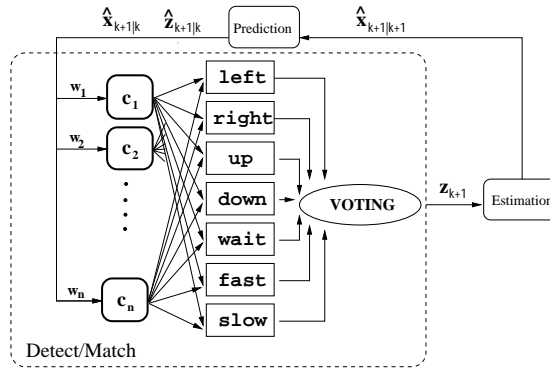 x̂k+1|k ẑk+1|k Prediction x̂k+1|k+1
w1 c1 left
right
w2 c2 up
down
VOTING zk+1 Estimation
wait
wn cn fast
slow
Detect/Match